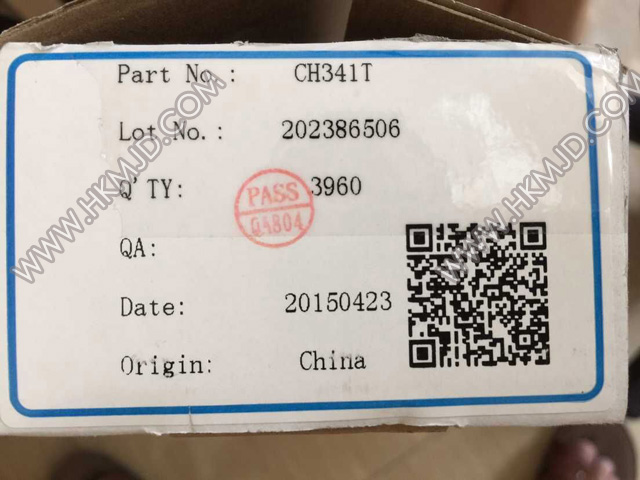 Part No.: CH341T
Lot No.: 202386506
Q'TY: 3960
PASS
QA804
QA:
Date: 20150423
Origin: China
WWW.HKMJD.COM
WWW.HKMJD.COM